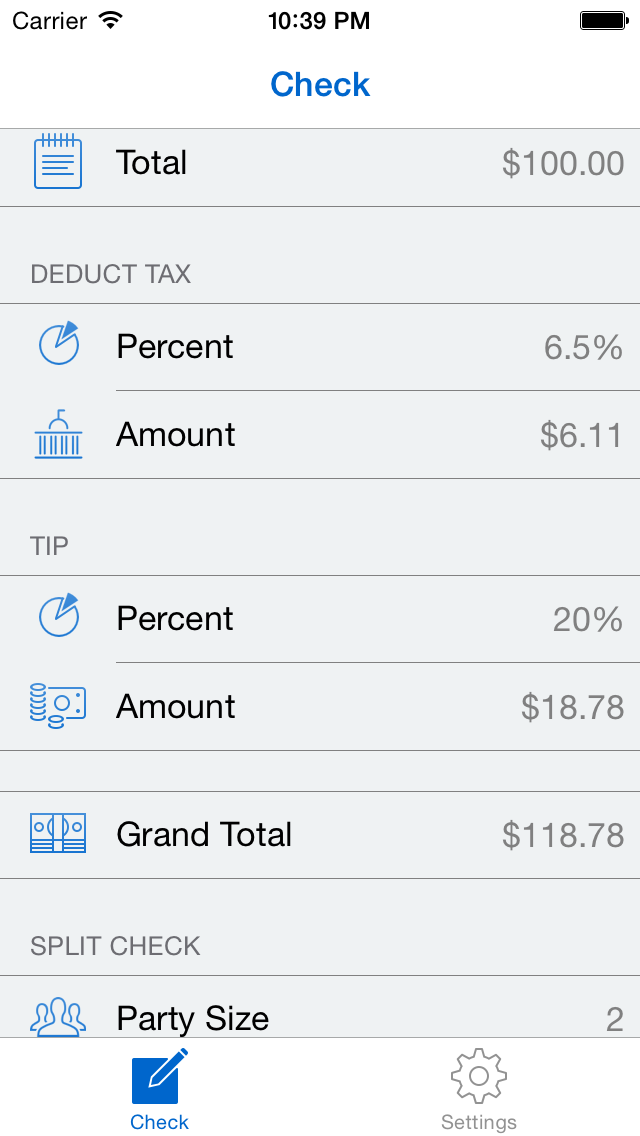 Carrier 10:39 PM
Check
Total $100.00
DEDUCT TAX
Percent 6.5%
Amount $6.11
TIP
Percent 20%
Amount $18.78
Grand Total $118.78
SPLIT CHECK
Party Size 2
Check Settings